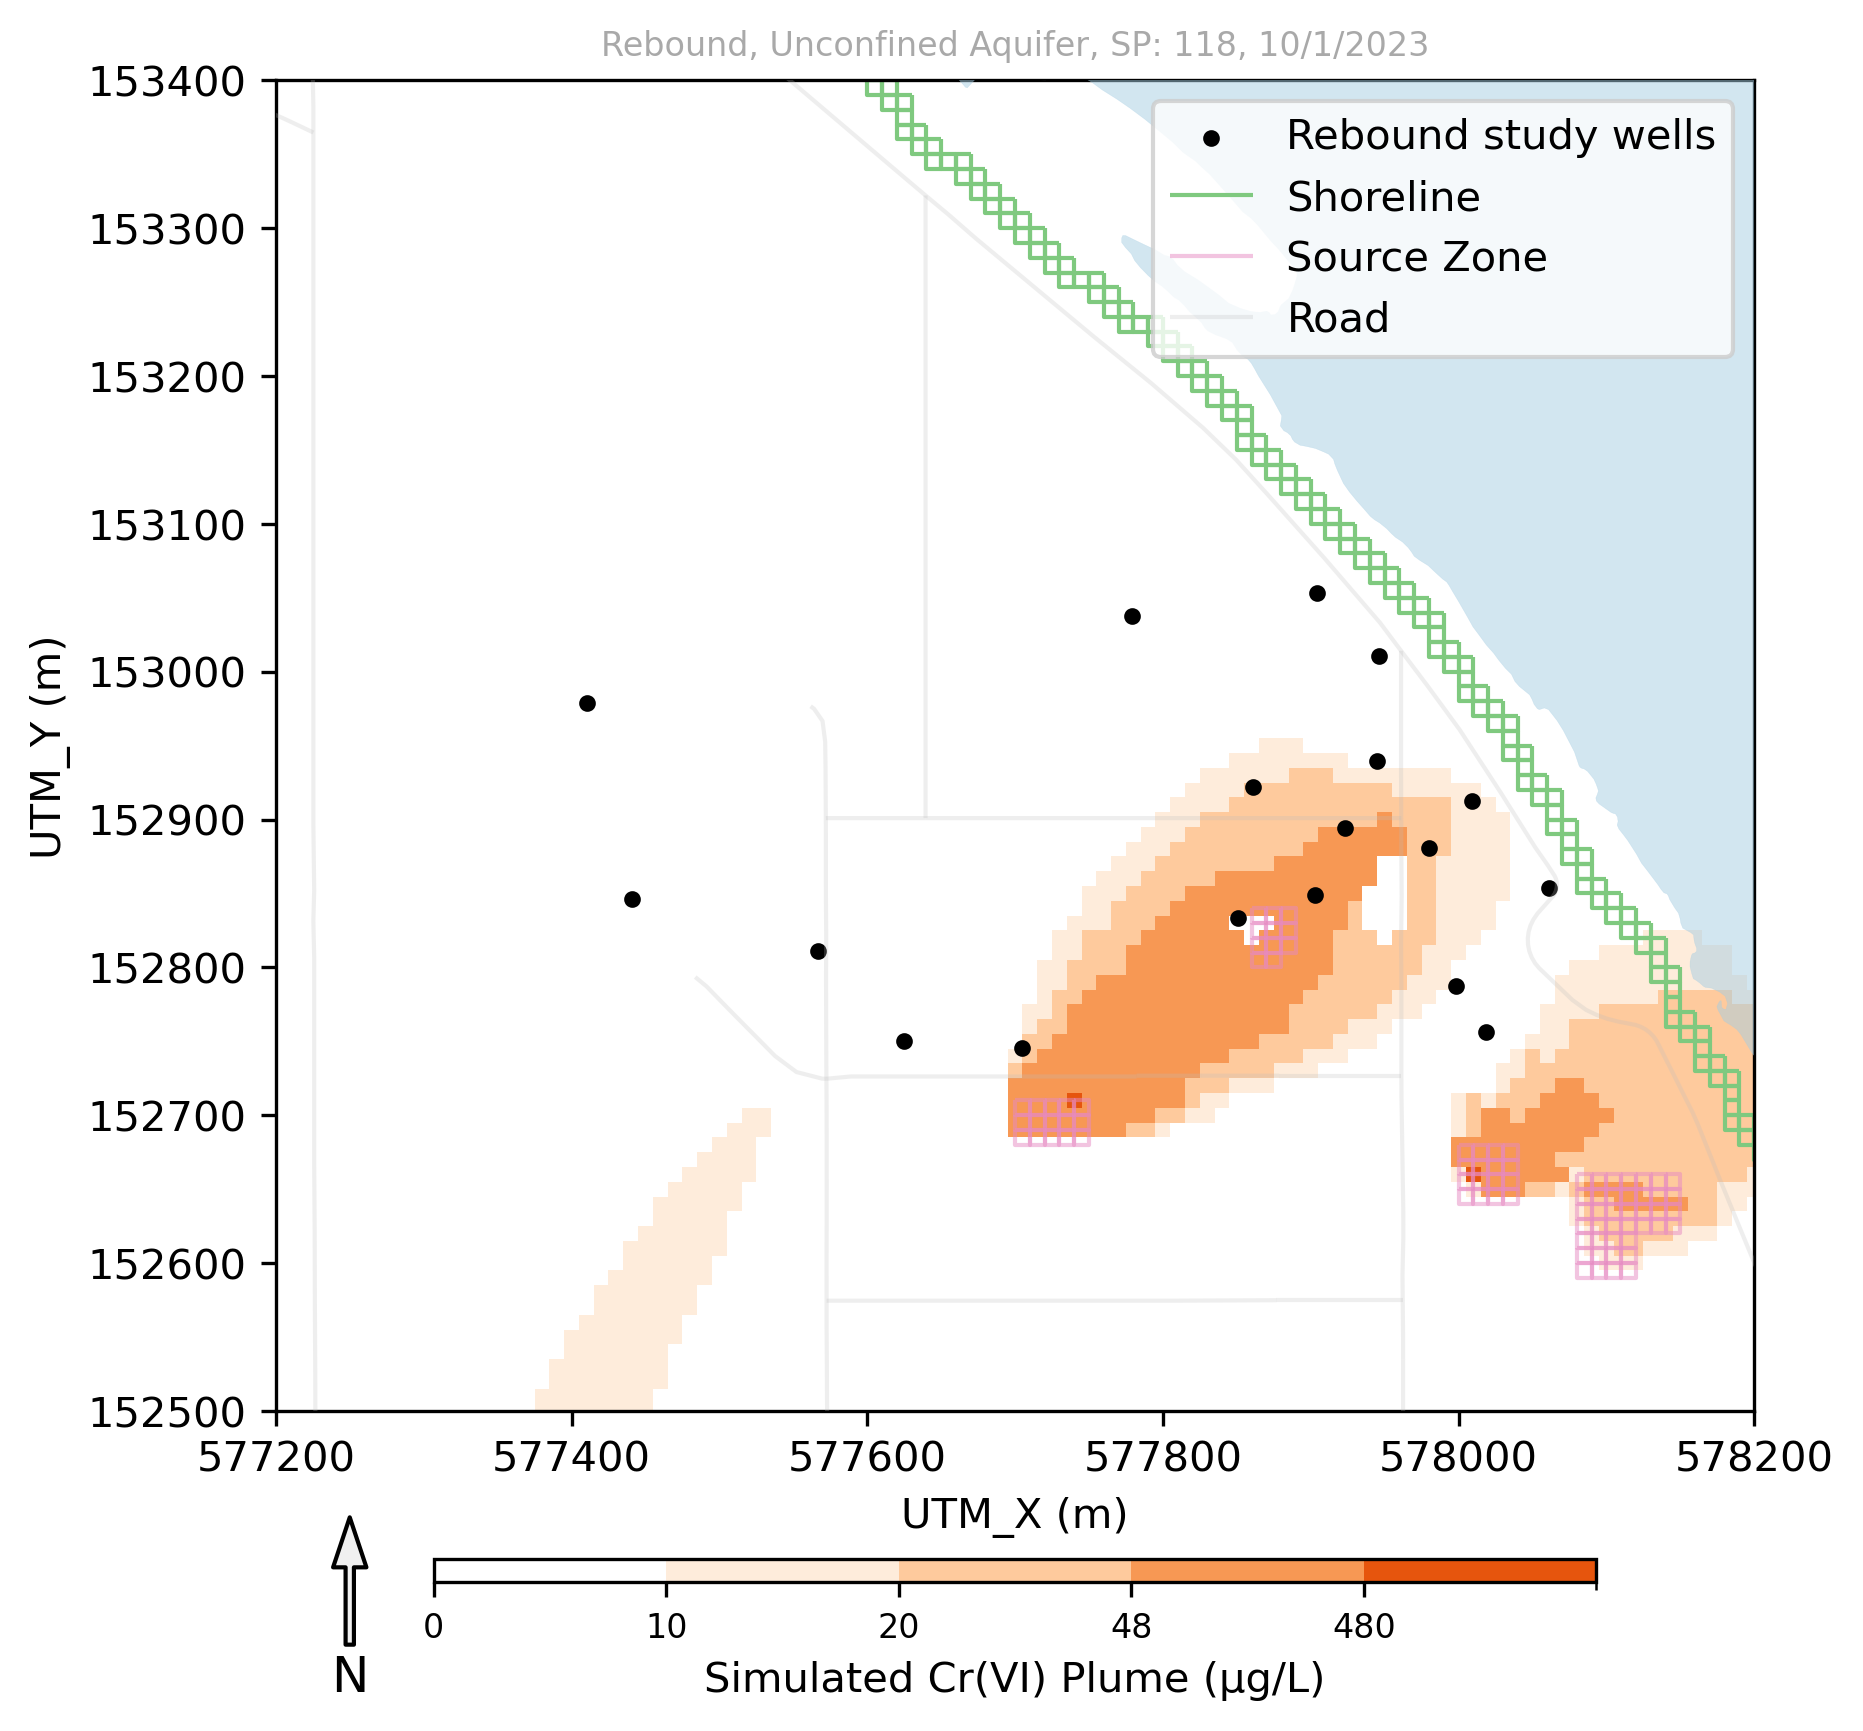 Rebound, Unconfined Aquifer, SP: 118, 10/1/2023
153400
153300
153200
153100
153000
152900
152800
152700
152600
152500
UTM_Y (m)
Rebound study wells
Shoreline
Source Zone
Road
577200 577400 577600 577800 578000 578200
UTM_X (m)
N
0 10 20 48 480
Simulated Cr(VI) Plume (μg/L)